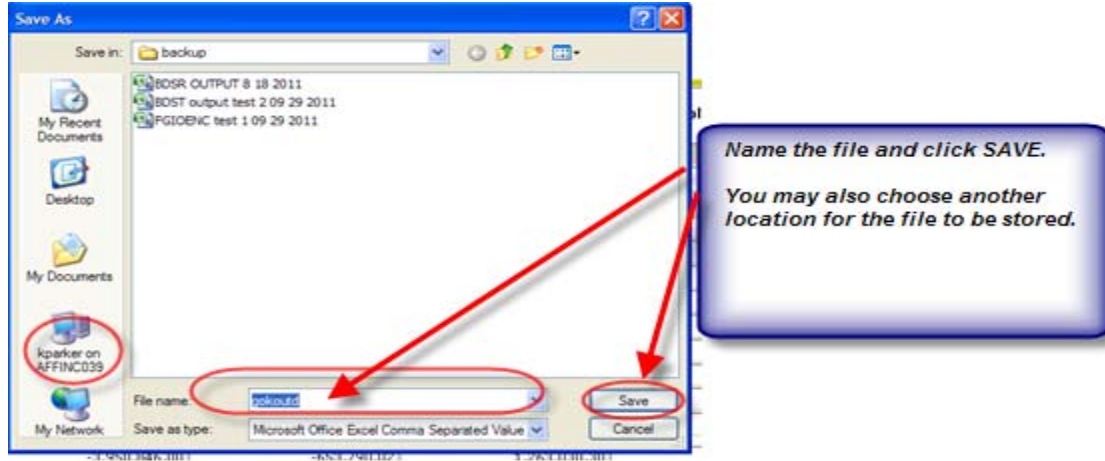 Save As
Save in:
backup
BDSR OUTPUT 8 18 2011
BDST output test 2 09 29 2011
FGIOENC test 1 09 29 2011
My Recent
Documents
Desktop
My Documents
kparker on
AFFINC039
My Network
File name:
gokoutd
Save
Save as type:
Microsoft Office Excel Comma Separated Value
Cancel
Name the file and click SAVE.
You may also choose another
location for the file to be stored.